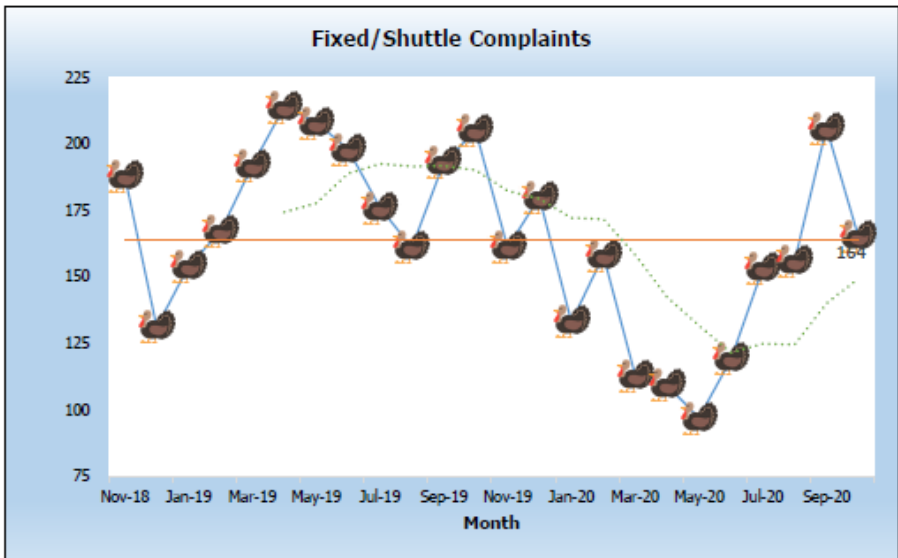 Fixed/Shuttle Complaints
225
200
175
150
125
100
75
164
Nov-18 Jan-19 Mar-19 May-19 Jul-19 Sep-19 Nov-19 Jan-20 Mar-20 May-20 Jul-20 Sep-20
Month